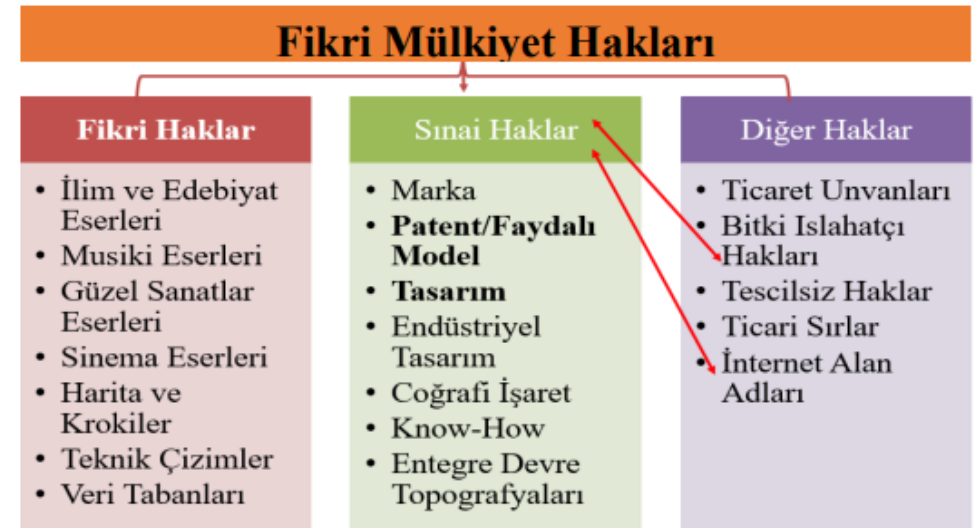 Fikri Mülkiyet Hakları
Fikri Haklar
• İlim ve Edebiyat
Eserleri
• Musiki Eserleri
• Güzel Sanatlar
Eserleri
• Sinema Eserleri
• Harita ve
Krokiler
• Teknik Çizimler
• Veri Tabanları
Sınai Haklar
• Marka
• Patent/Faydalı
Model
• Tasarım
• Endüstriyel
Tasarım
• Coğrafi İşaret
• Know-How
• Entegre Devre
Topografyaları
Diğer Haklar
• Ticaret Unvanları
• Bitki Islahatçı
Hakları
• Tescilsiz Haklar
• Ticari Sırlar
• İnternet Alan
Adları